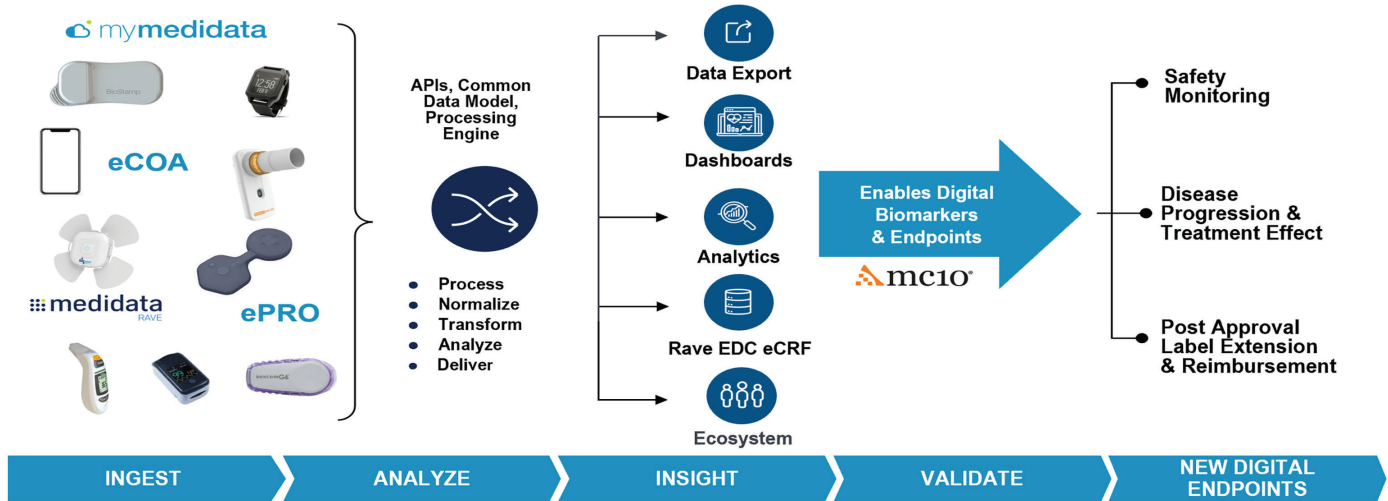 mymedidata
BioStamp
12:58
eCOA
medidata
RAVE
ePRO
APIs, Common
Data Model,
Processing
Engine
Process
Normalize
Transform
Analyze
Deliver
Data Export
Dashboards
Analytics
Rave EDC eCRF
Ecosystem
Enables Digital
Biomarkers
& Endpoints
mc10®
Safety
Monitoring
Disease
Progression &
Treatment Effect
Post Approval
Label Extension
& Reimbursement
INGEST
ANALYZE
INSIGHT
VALIDATE
NEW DIGITAL
ENDPOINTS